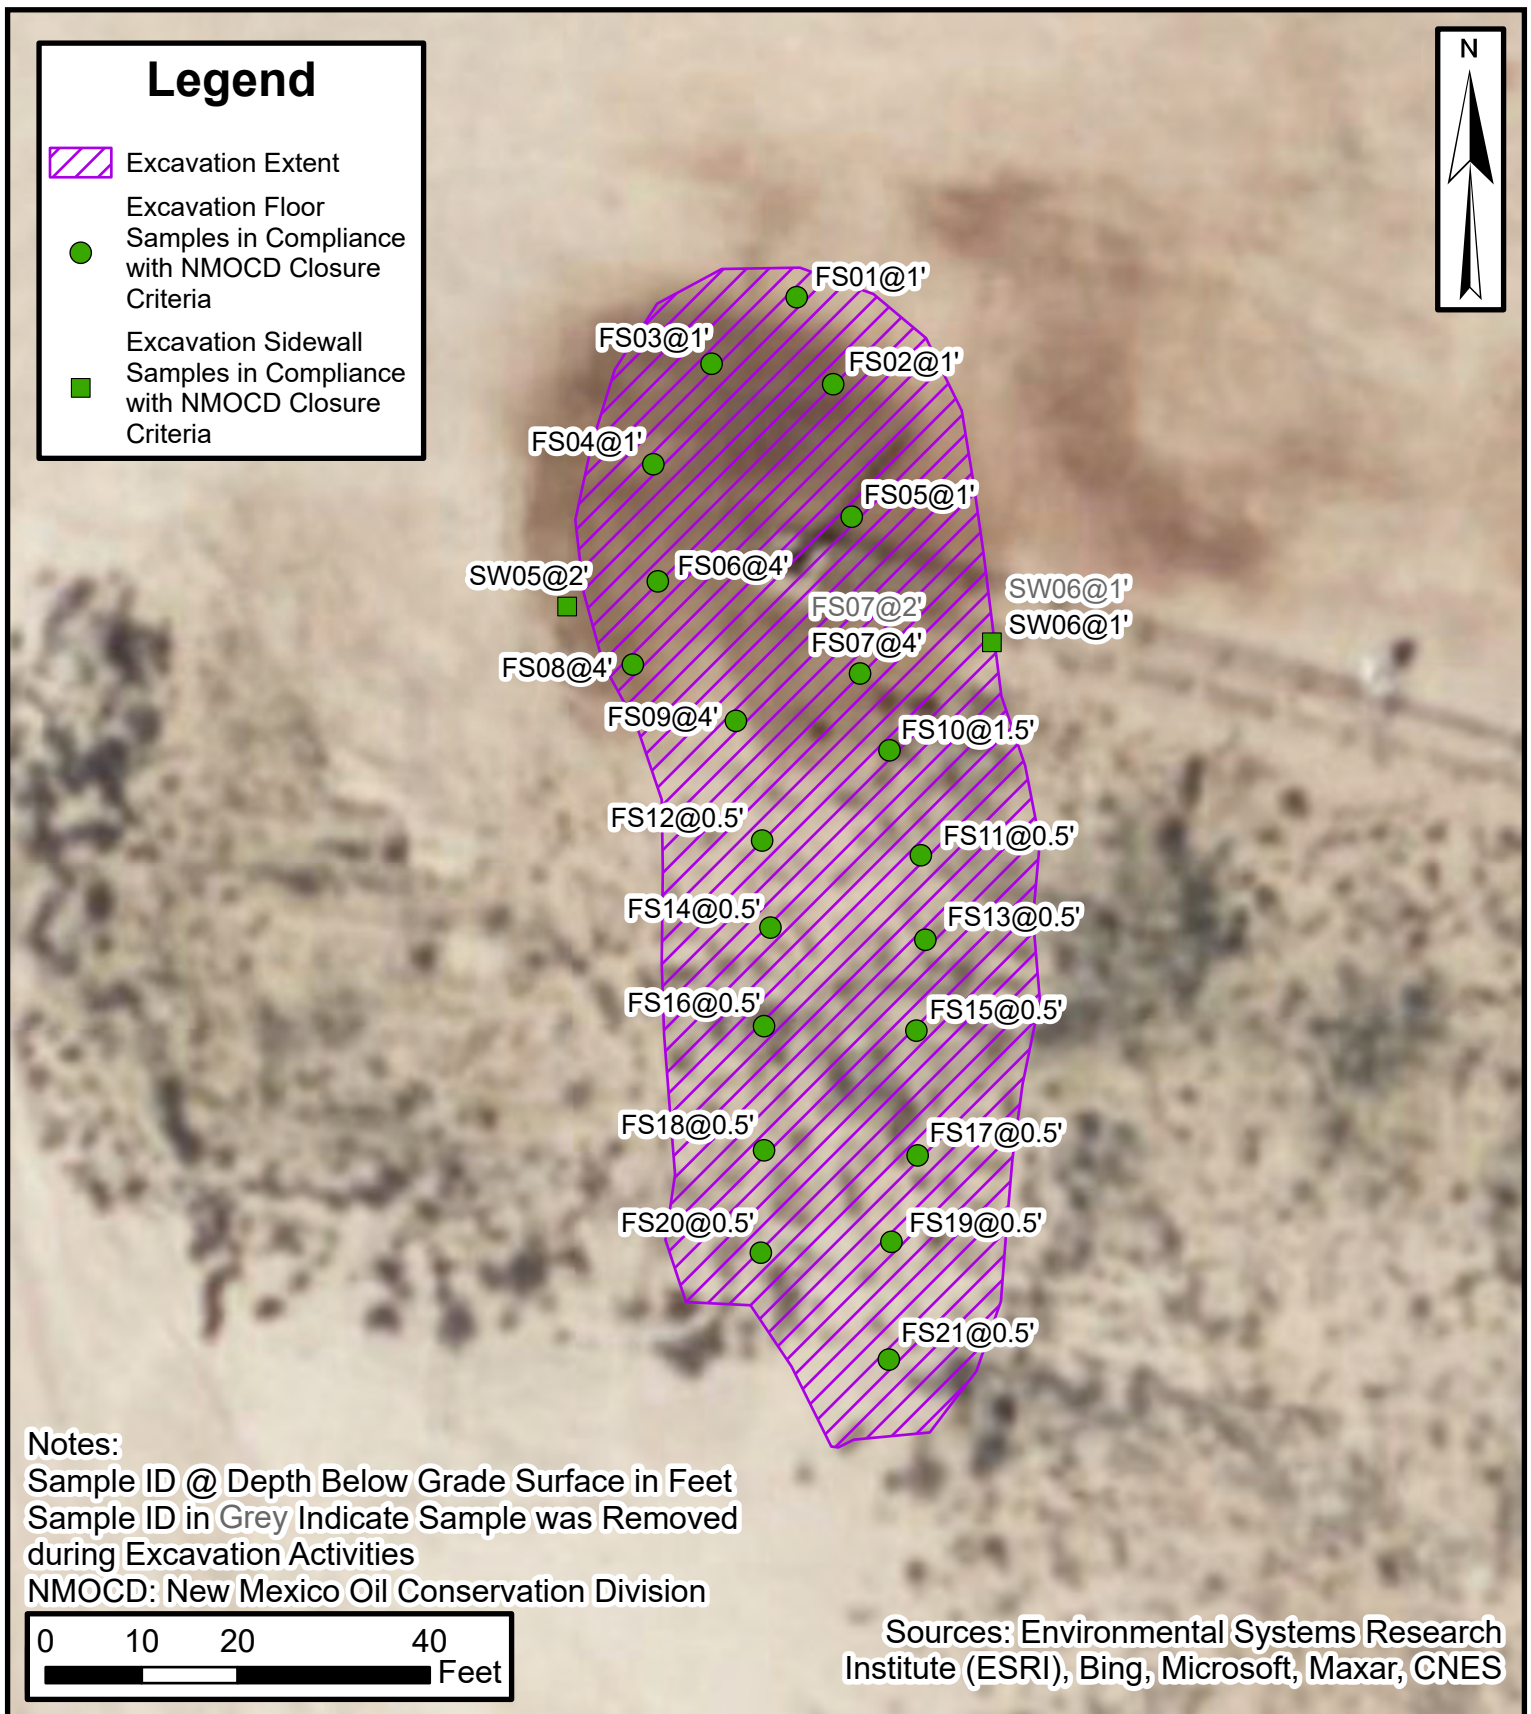 Legend
Excavation Extent
Excavation Floor
Samples in Compliance
with NMOCD Closure
Criteria
Excavation Sidewall
Samples in Compliance
with NMOCD Closure
Criteria
N
FS01@1'
FS03@1'
FS02@1'
FS04@1'
FS05@1'
FS06@4'
SW05@2'
SW06@1'
FS07@2'
SW06@1'
FS07@4'
FS08@4'
FS09@4'
FS10@1.5'
FS12@0.5'
FS11@0.5'
FS14@0.5'
FS13@0.5'
FS16@0.5'
FS15@0.5'
FS18@0.5'
FS17@0.5'
FS20@0.5'
FS19@0.5'
FS21@0.5'
Notes:
Sample ID @ Depth Below Grade Surface in Feet
Sample ID in Grey Indicate Sample was Removed
during Excavation Activities
NMOCD: New Mexico Oil Conservation Division
0 10 20 40
Feet
Sources: Environmental Systems Research
Institute (ESRI), Bing, Microsoft, Maxar, CNES